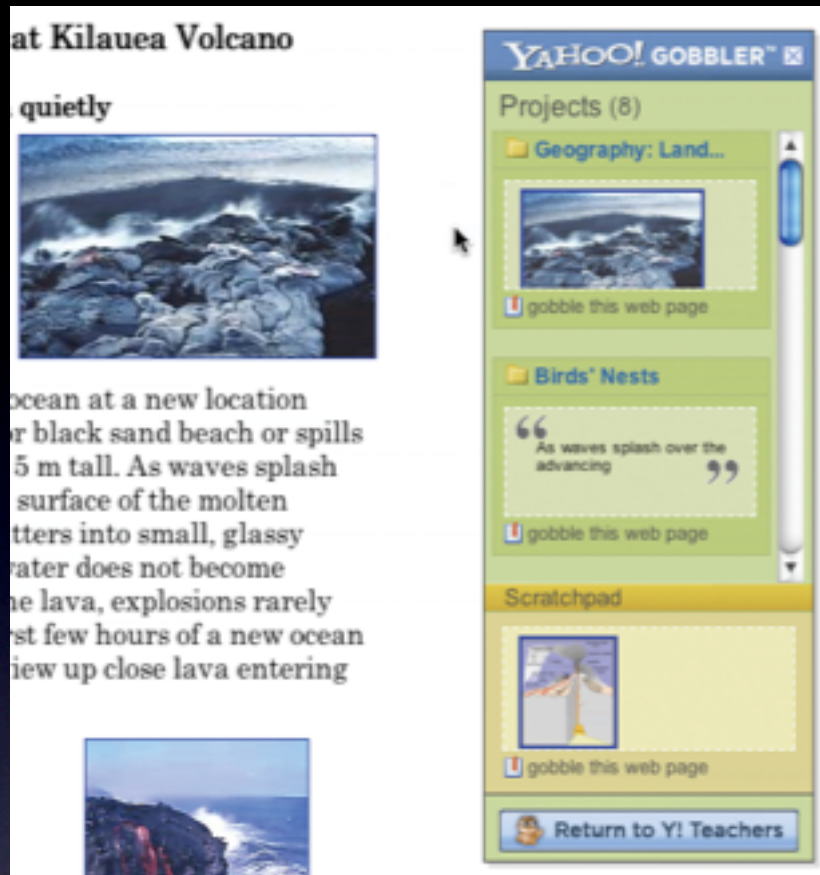 at Kilauea Volcano
quietly
ocean at a new location
or black sand beach or spills
5 m tall. As waves splash
surface of the molten
tters into small, glassy
vater does not become
he lava, explosions rarely
rst few hours of a new ocean
iew up close lava entering
YAHOO! GOBBLER™
Projects (8)
Geography: Land...
gobble this web page
Birds' Nests
“ As waves splash over the
advancing ”
gobble this web page
Scratchpad
gobble this web page
Return to Y! Teachers